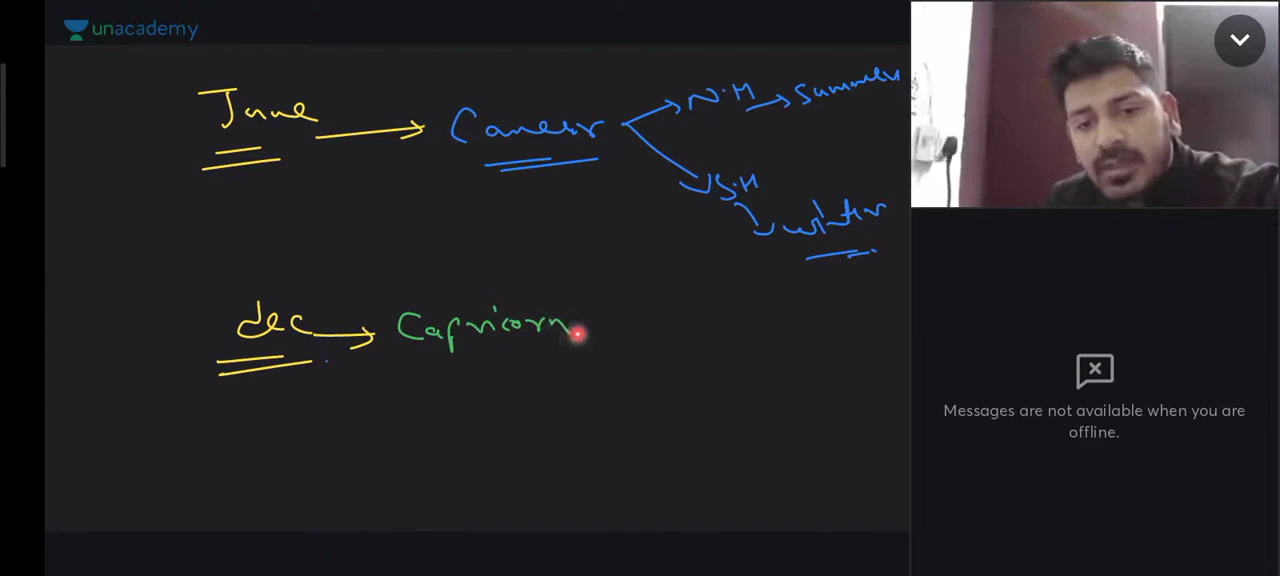 unacademy
June → Cancer → N.H → Summer
S.H
winter
dec → Capricorn
Messages are not available when you are
offline.